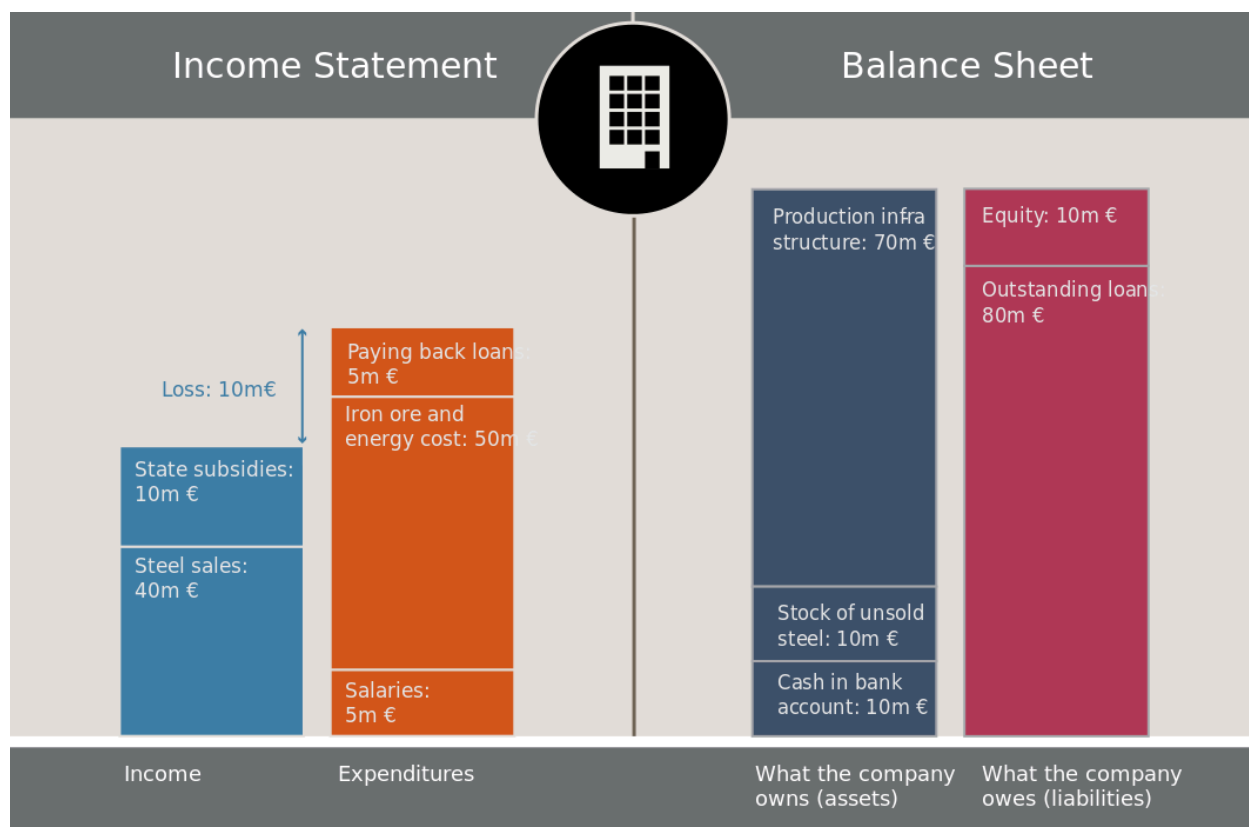 Income Statement
Balance Sheet
Production infra
structure: 70m €
Equity: 10m €
Outstanding loans:
80m €
Paying back loans:
5m €
Loss: 10m€
Iron ore and
energy cost: 50m €
State subsidies:
10m €
Steel sales:
40m €
Stock of unsold
steel: 10m €
Salaries:
5m €
Cash in bank
account: 10m €
Income
Expenditures
What the company
owns (assets)
What the company
owes (liabilities)